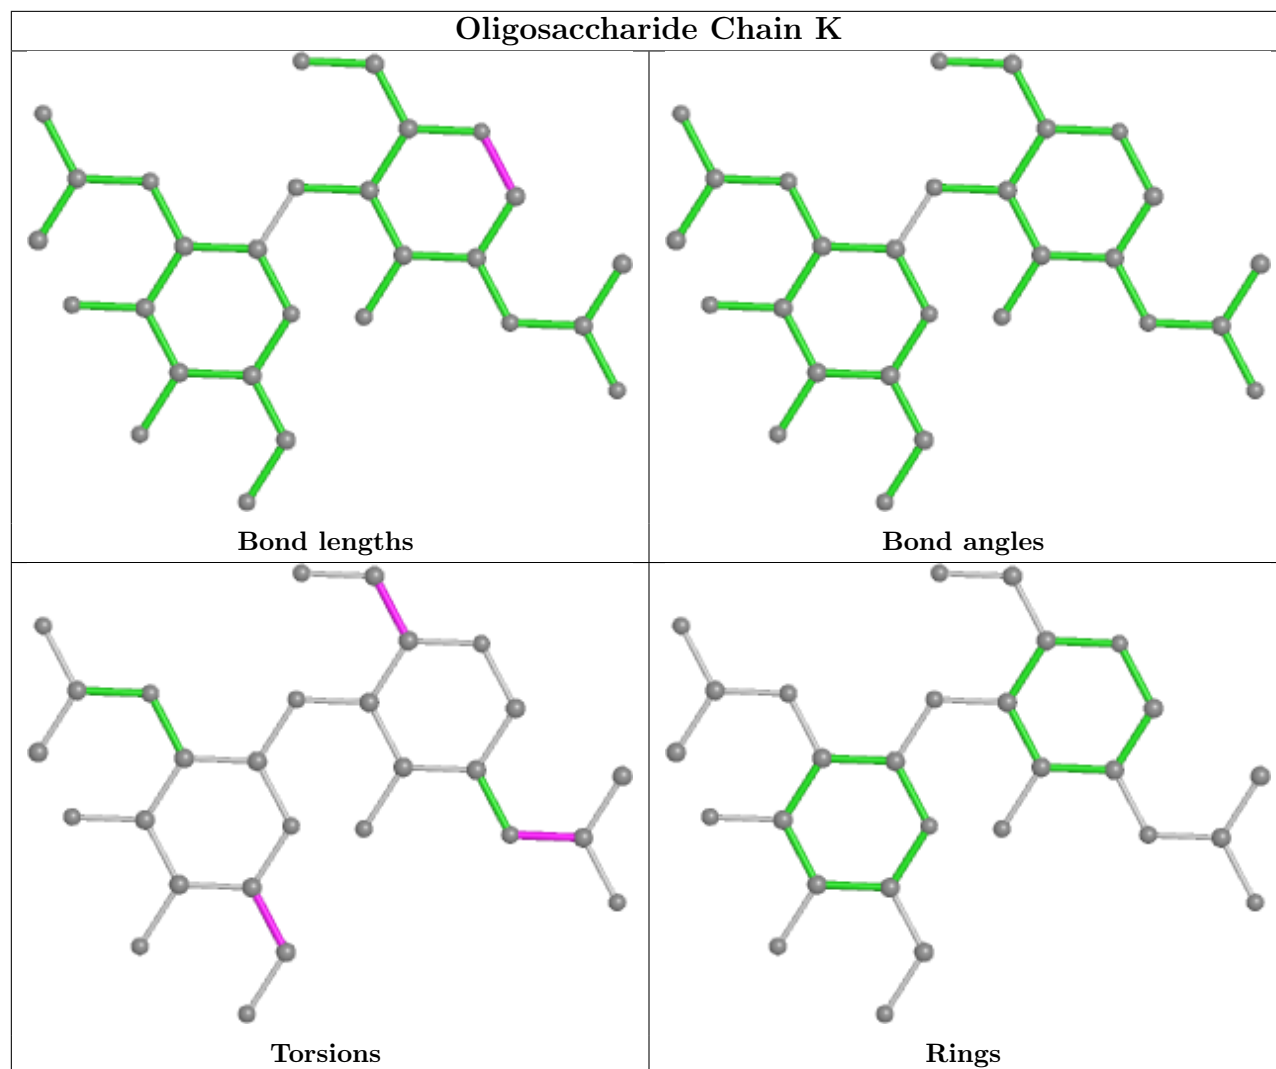 Oligosaccharide Chain K
Bond lengths
Bond angles
Torsions
Rings